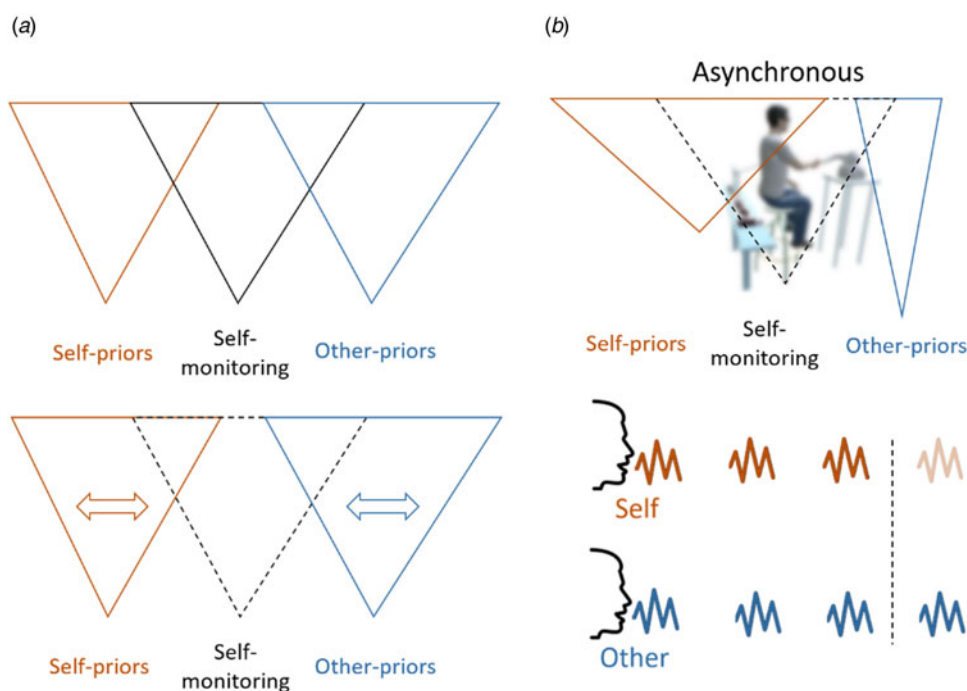 (a)
Self-priors
Self-
monitoring
Other-priors
Self-priors
Self-
monitoring
Other-priors
(b)
Asynchronous
Self-priors
Self-
monitoring
Other-priors
Self
Other